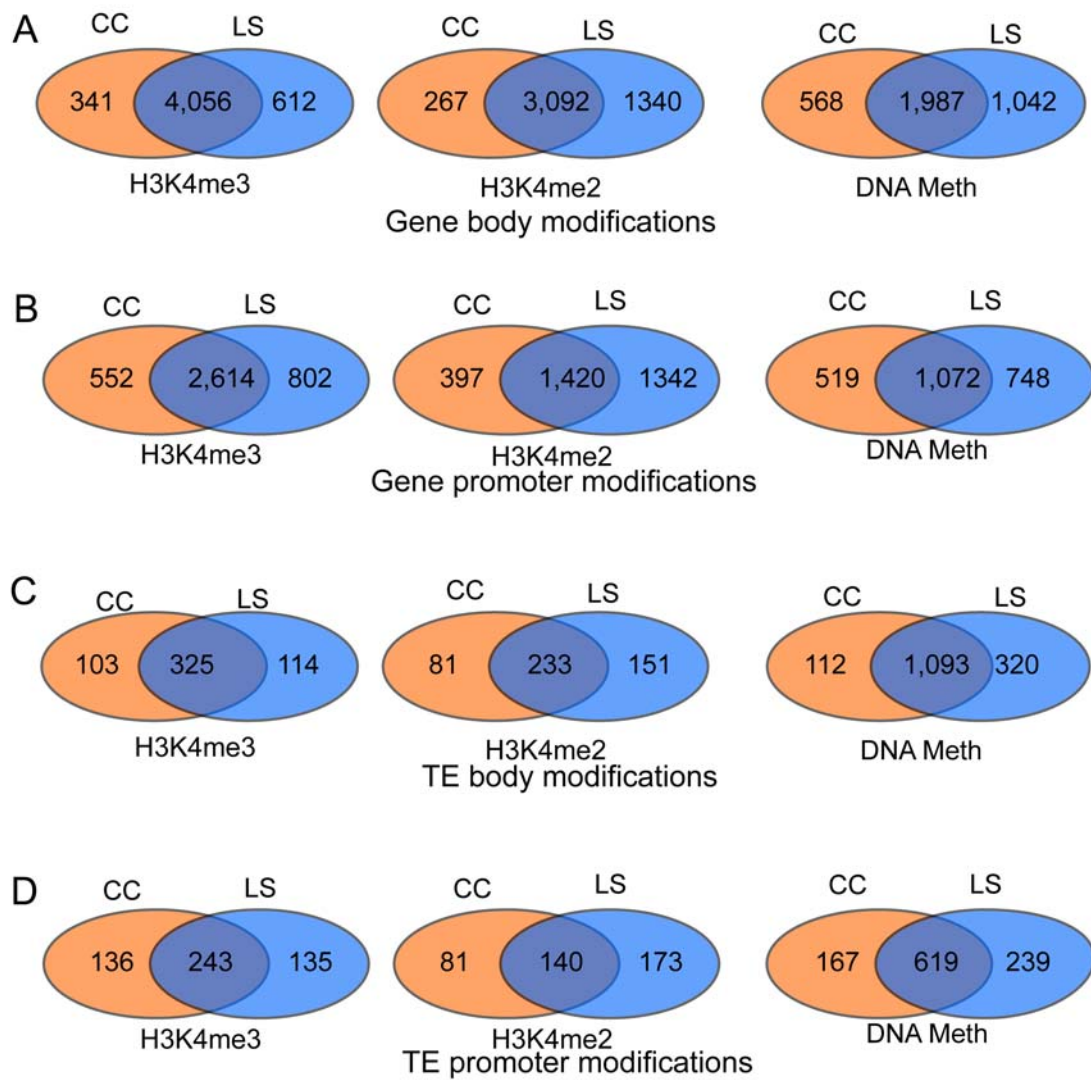 A
CC LS CC LS CC LS
341 4,056 612 267 3,092 1340 568 1,987 1,042
H3K4me3 H3K4me2 DNA Meth
Gene body modifications
B
CC LS CC LS CC LS
552 2,614 802 397 1,420 1342 519 1,072 748
H3K4me3 H3K4me2 DNA Meth
Gene promoter modifications
C
CC LS CC LS CC LS
103 325 114 81 233 151 112 1,093 320
H3K4me3 H3K4me2 DNA Meth
TE body modifications
D
CC LS CC LS CC LS
136 243 135 81 140 173 167 619 239
H3K4me3 H3K4me2 DNA Meth
TE promoter modifications